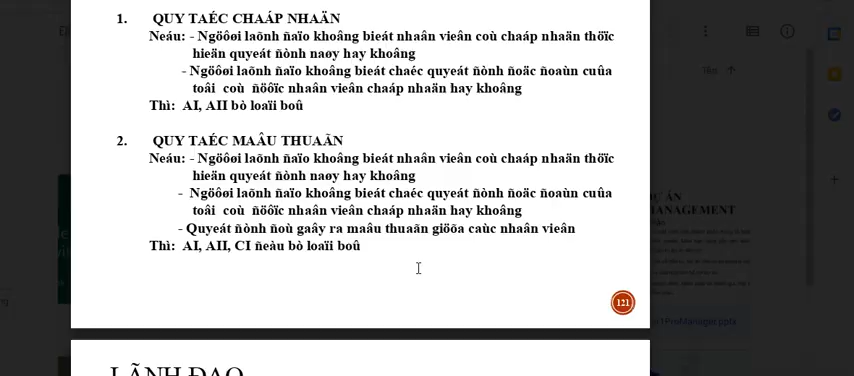 1. QUY TAÉC CHAÁP NHAÄN
Neáu: - Ngöôøi laõnh ñaïo khoâng bieát nhaân vieân coù chaáp nhaän thöïc
hieän quyeát ñònh naøy hay khoâng
- Ngöôøi laõnh ñaïo khoâng bieát chaéc quyeát ñònh ñoäc ñoaùn cuûa
toâi coù ñöôïc nhaân vieân chaáp nhaän hay khoâng
Thì: AI, AII bò loaïi boû
2. QUY TAÉC MAÂU THUAÃN
Neáu: - Ngöôøi laõnh ñaïo khoâng bieát nhaân vieân coù chaáp nhaän thöïc
hieän quyeát ñònh naøy hay khoâng
- Ngöôøi laõnh ñaïo khoâng bieát chaéc quyeát ñònh ñoäc ñoaùn cuûa
toâi coù ñöôïc nhaân vieân chaáp nhaän hay khoâng
- Quyeát ñònh ñoù gaây ra maâu thuaãn giöõa caùc nhaân vieân
Thì: AI, AII, CI ñeàu bò loaïi boû
121
LÃNH ĐẠO
DỰ ÁN
MANAGEMENT